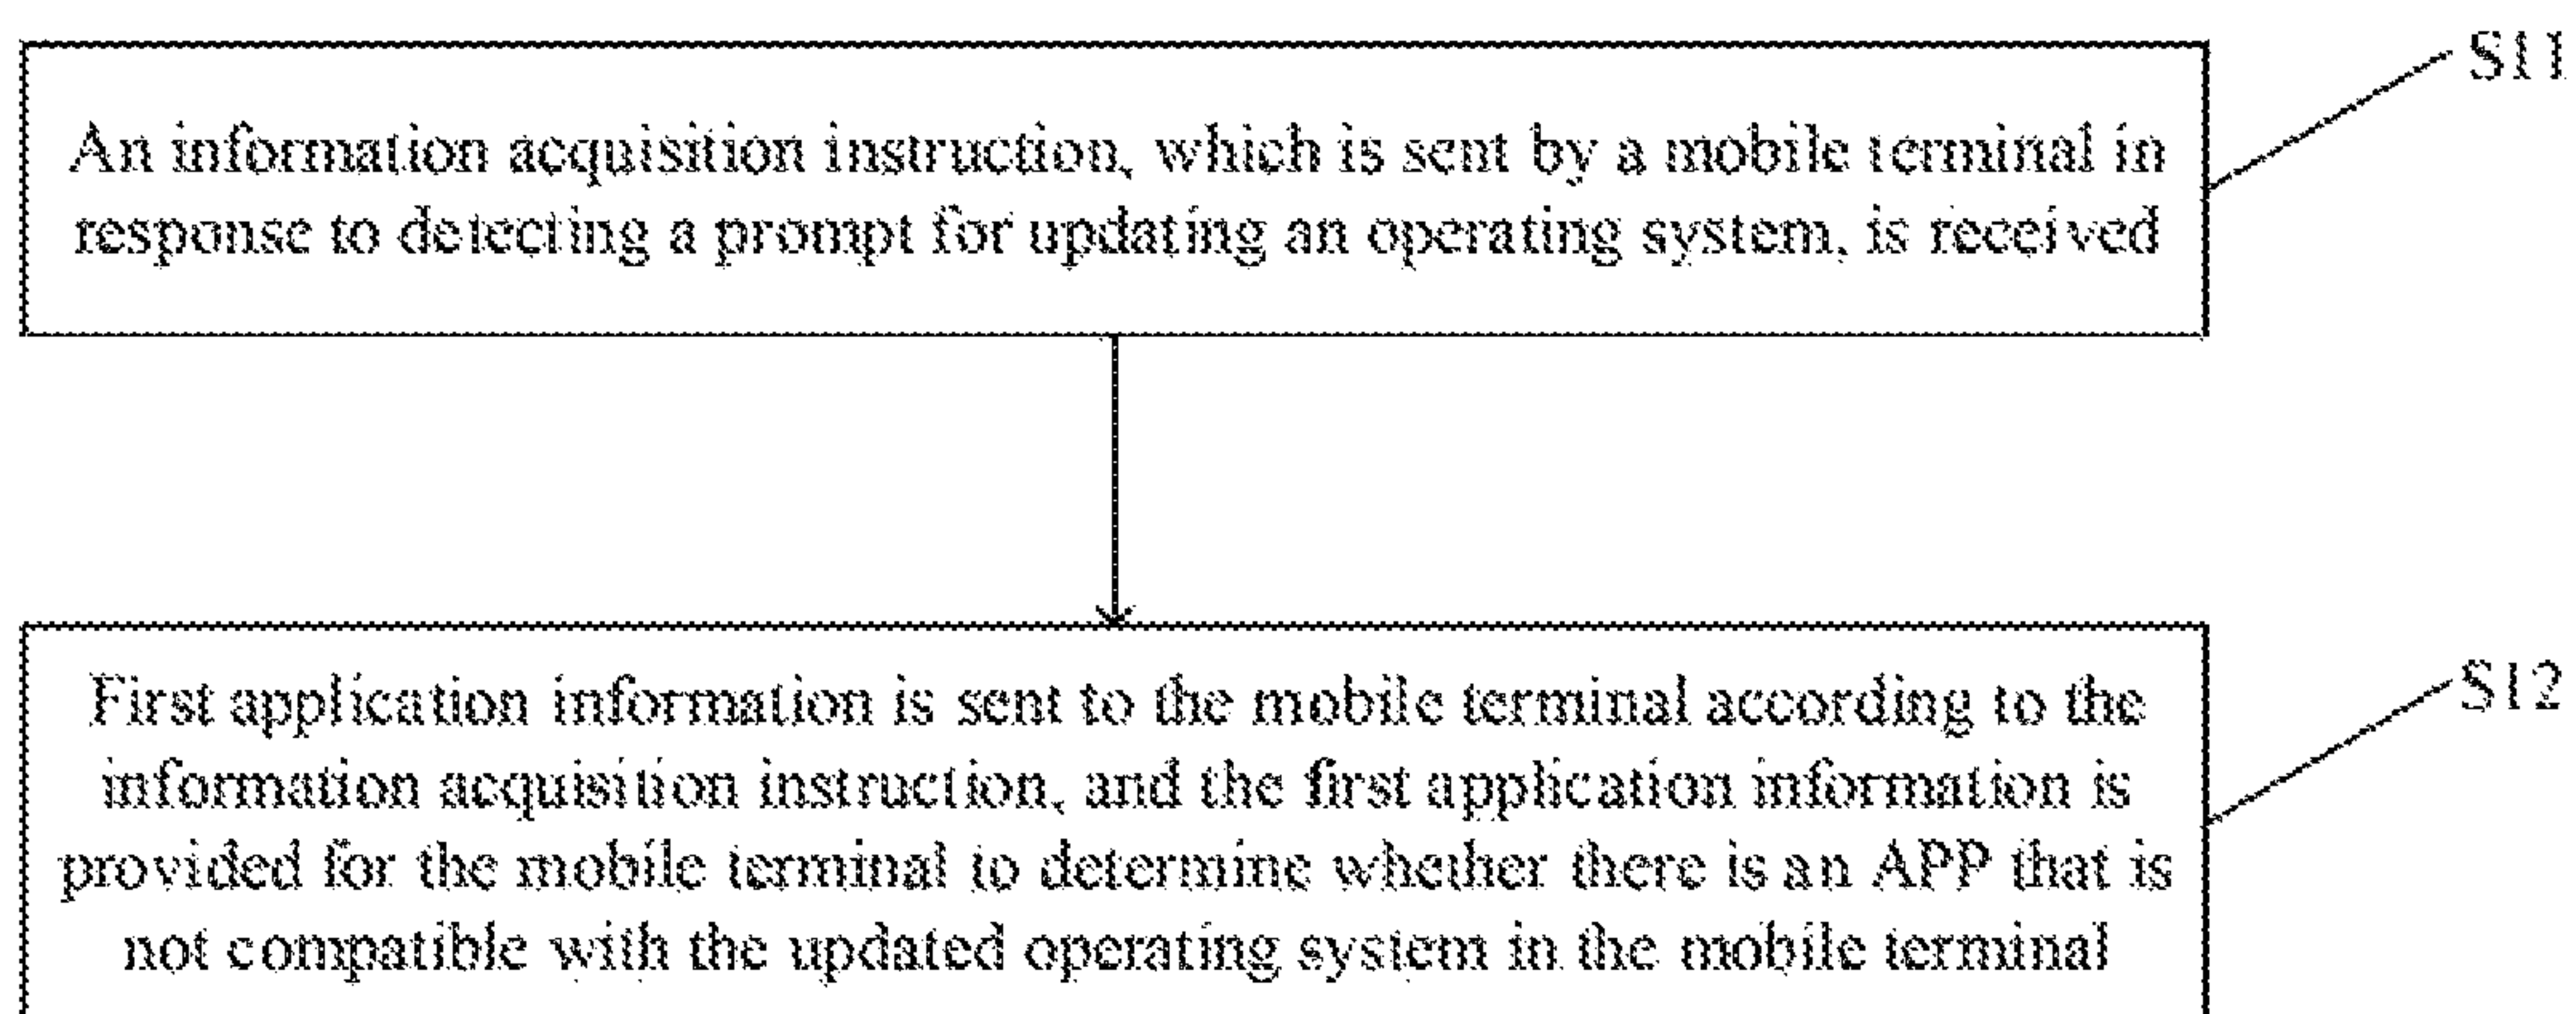 S11
An information acquisition instruction, which is sent by a mobile terminal in
response to detecting a prompt for updating an operating system, is received
S12
First application information is sent to the mobile terminal according to the
information acquisition instruction, and the first application information is
provided for the mobile terminal to determine whether there is an APP that is
not compatible with the updated operating system in the mobile terminal